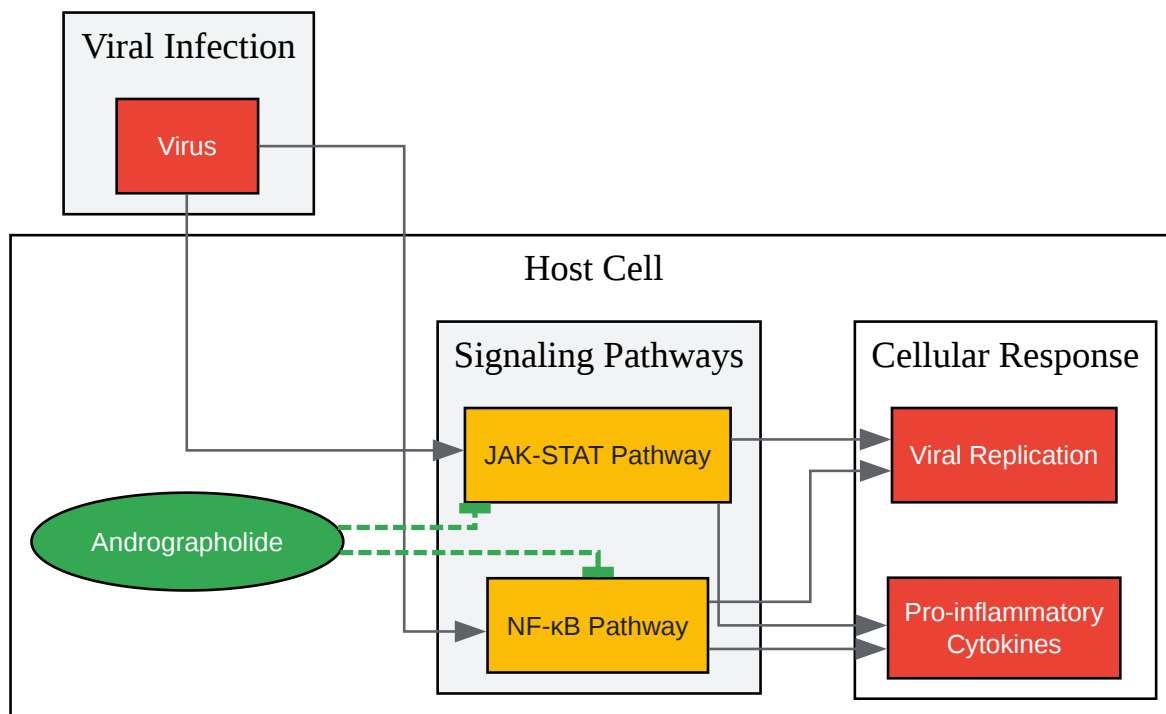 Viral Infection
Virus
Host Cell
Signaling Pathways
Cellular Response
JAK-STAT Pathway
Viral Replication
Andrographolide
NF-κB Pathway
Pro-inflammatory
Cytokines